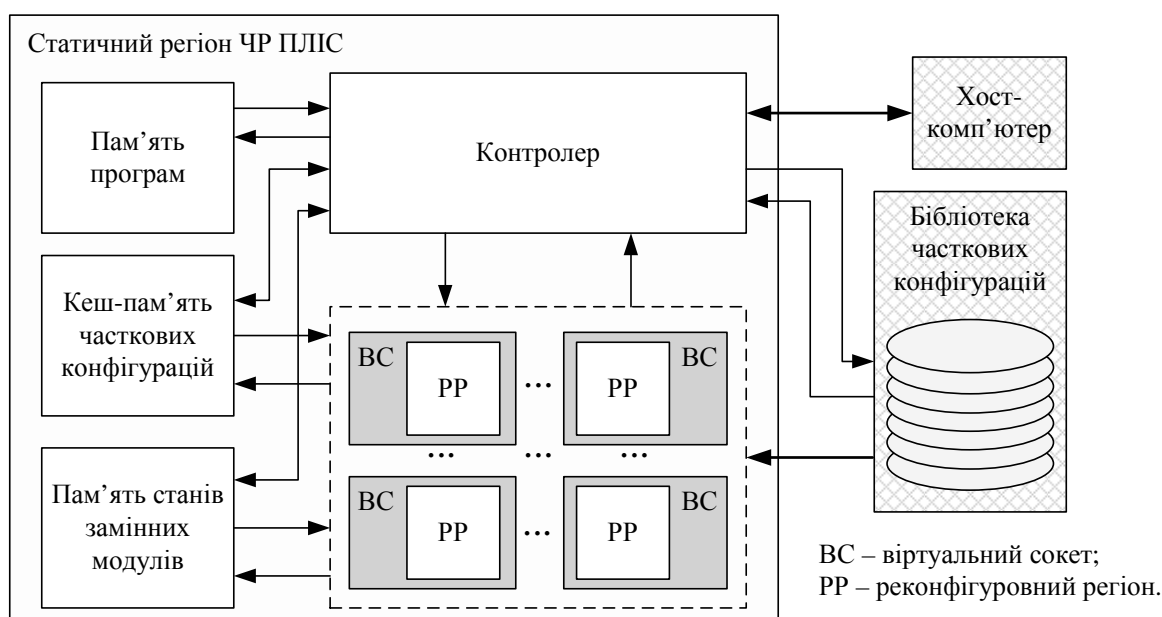 Статичний регіон ЧР ПЛІС
Пам’ять
програм
Контролер
Хост-
комп’ютер
Бібліотека
часткових
конфігурацій
Кеш-пам’ять
часткових
конфігурацій
ВС
РР
...
РР
ВС
... ... ...
Пам’ять станів
замінних
модулів
ВС
РР
...
РР
ВС
ВС – віртуальний сокет;
РР – реконфігуровний регіон.